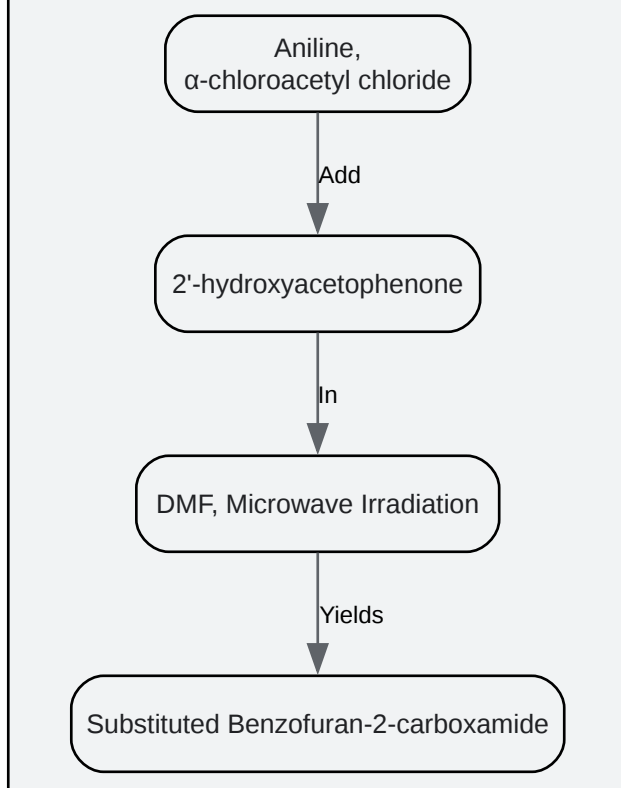 Aniline,
α-chloroacetyl chloride
Add
2'-hydroxyacetophenone
In
DMF, Microwave Irradiation
Yields
Substituted Benzofuran-2-carboxamide